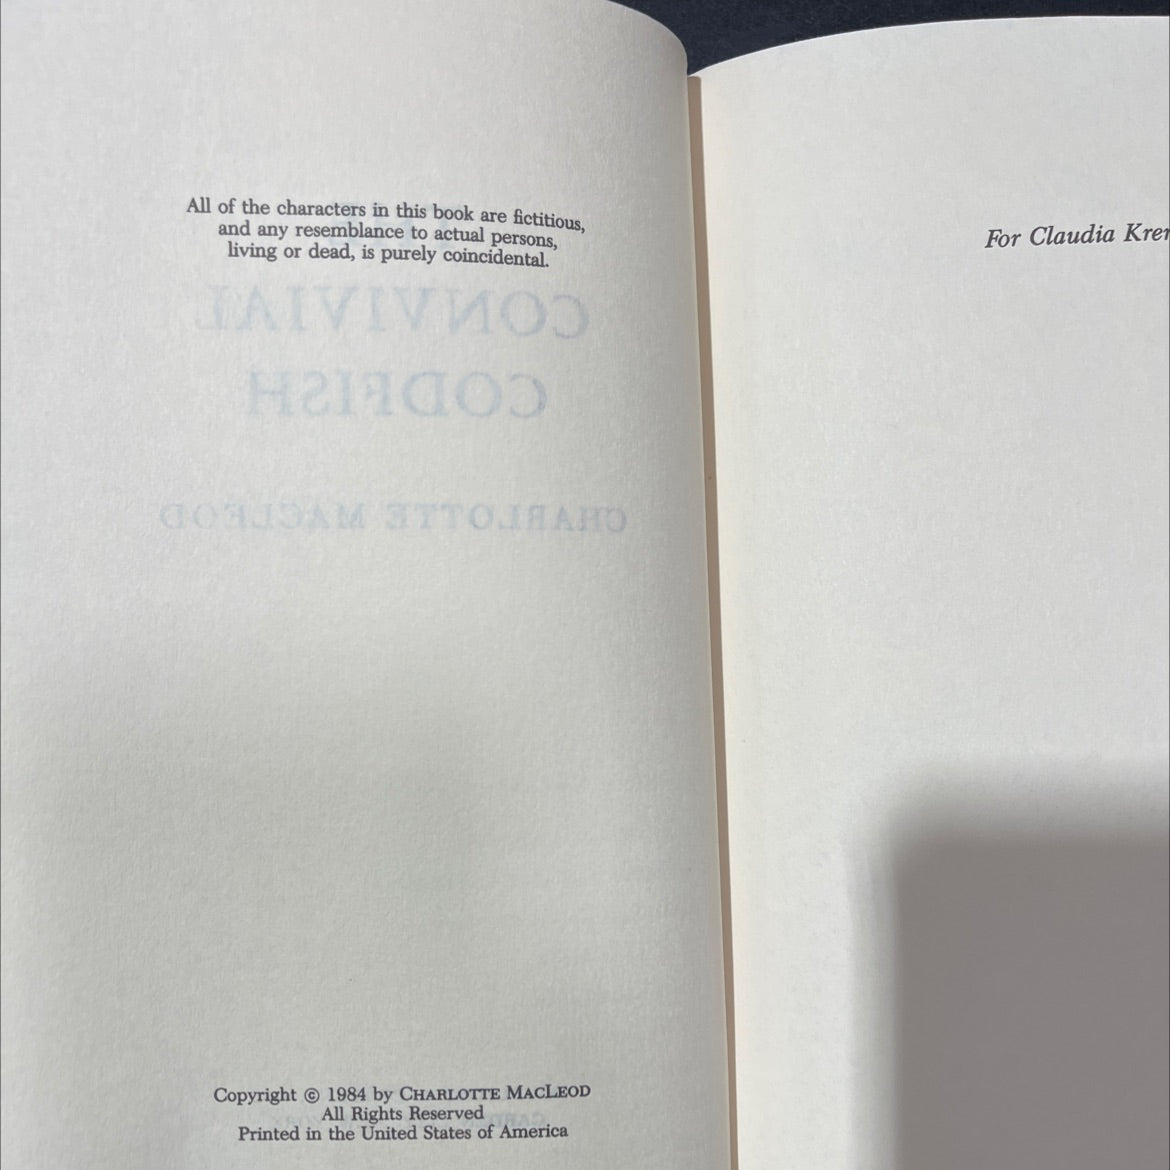 All of the characters in this book are fictitious,
and any resemblance to actual persons,
living or dead, is purely coincidental.
CONVIVIAL
CODFISH
CHARLOTTE MACLEOD
Copyright © 1984 by CHARLOTTE MACLEOD
All Rights Reserved
Printed in the United States of America
For Claudia